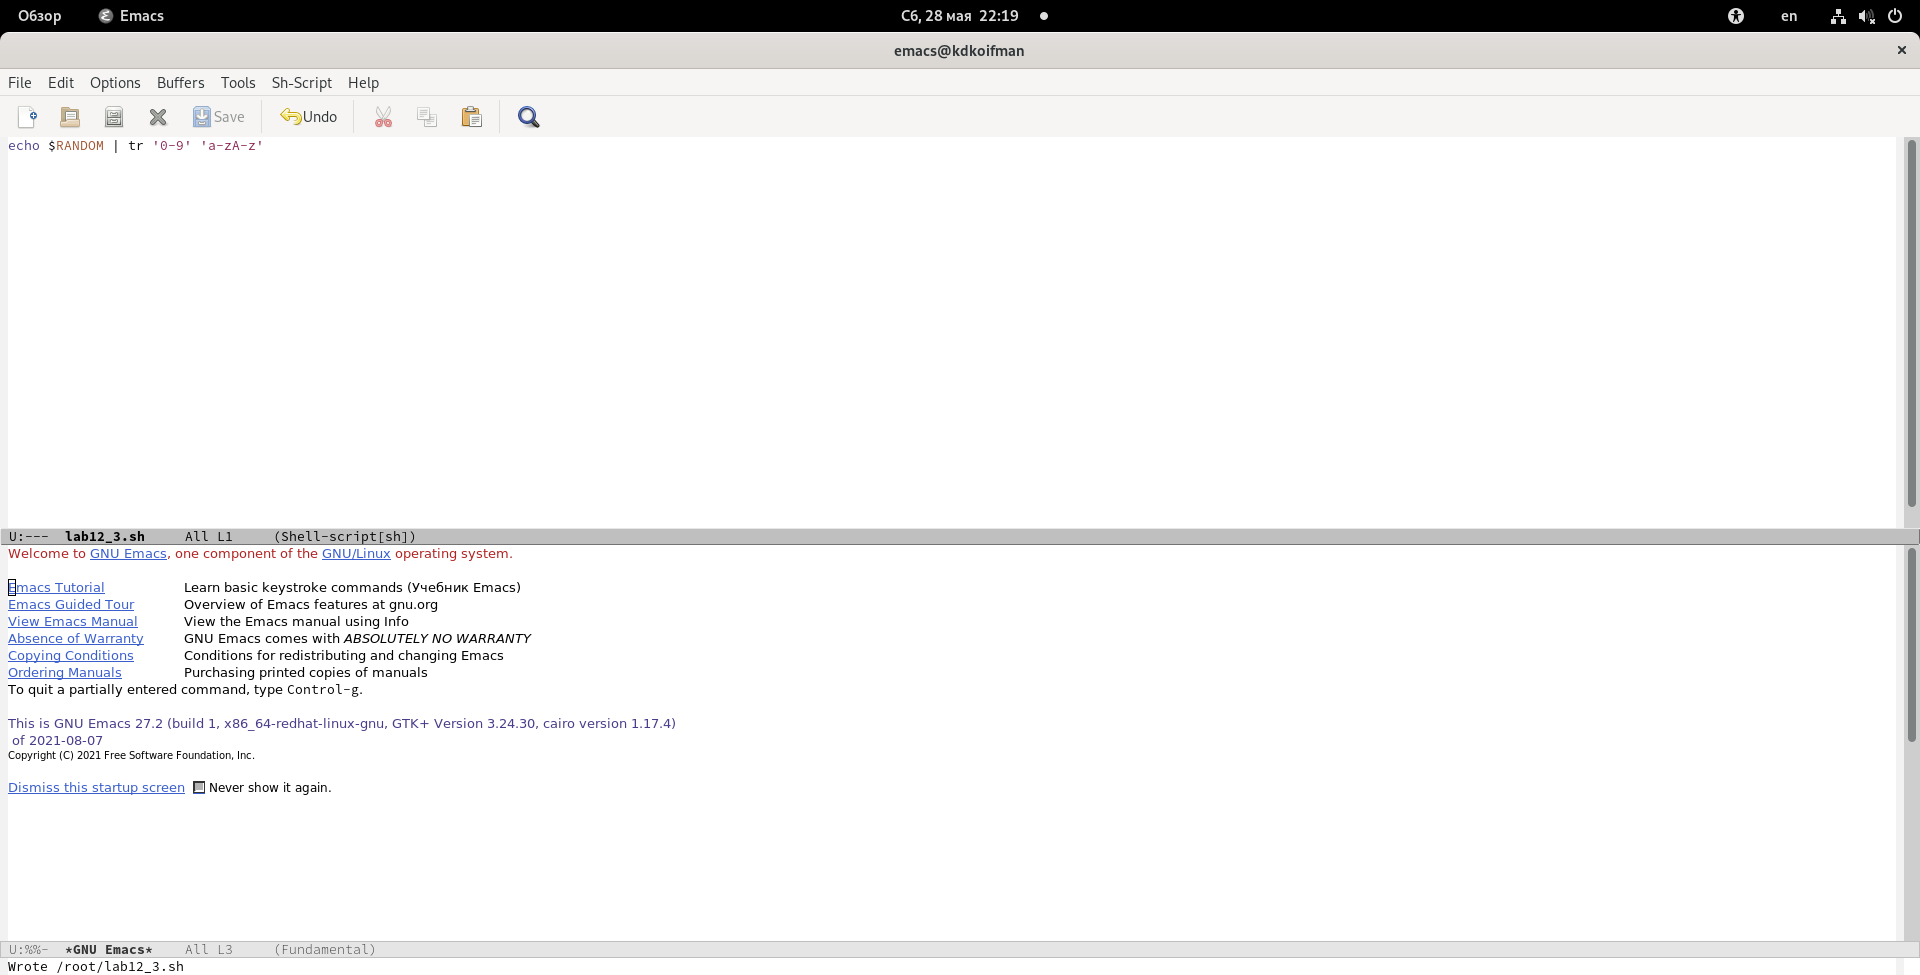 Обзор Emacs Сб, 28 мая 22:19 en
emacs@kdkoifman
File Edit Options Buffers Tools Sh-Script Help
Save Undo
echo $RANDOM | tr '0-9' 'a-zA-z'
U:--- lab12_3.sh All L1 (Shell-script[sh])
Welcome to GNU Emacs, one component of the GNU/Linux operating system.
Emacs Tutorial Learn basic keystroke commands (Учебник Emacs)
Emacs Guided Tour Overview of Emacs features at gnu.org
View Emacs Manual View the Emacs manual using Info
Absence of Warranty GNU Emacs comes with ABSOLUTELY NO WARRANTY
Copying Conditions Conditions for redistributing and changing Emacs
Ordering Manuals Purchasing printed copies of manuals
To quit a partially entered command, type Control-g.
This is GNU Emacs 27.2 (build 1, x86_64-redhat-linux-gnu, GTK+ Version 3.24.30, cairo version 1.17.4)
of 2021-08-07
Copyright (C) 2021 Free Software Foundation, Inc.
Dismiss this startup screen Never show it again.
U:%%- *GNU Emacs* All L3 (Fundamental)
Wrote /root/lab12_3.sh